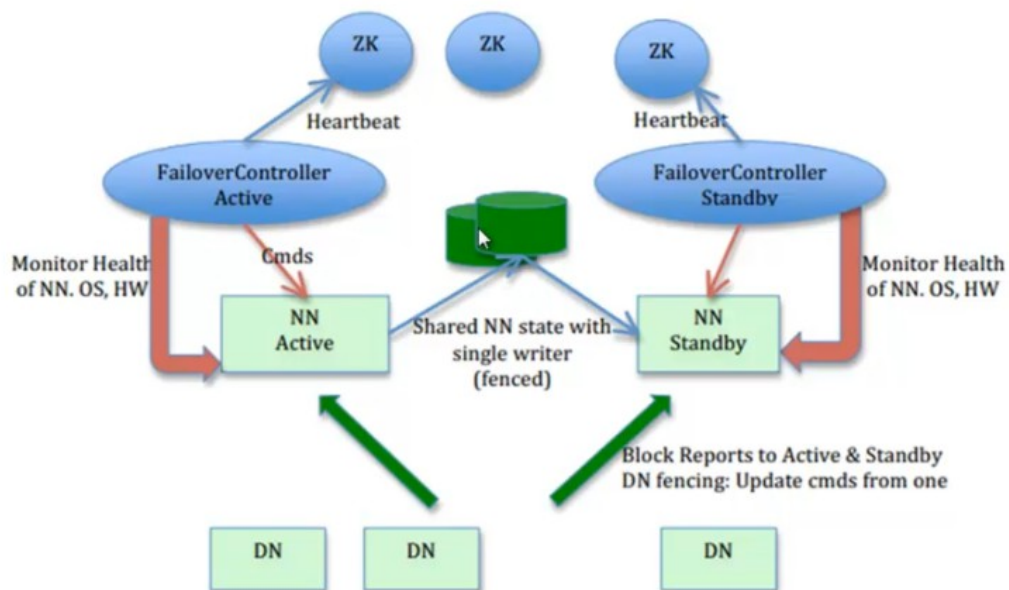 ZK
ZK
ZK
Heartbeat
Heartbeat
FailoverController
Active
FailoverController
Standby
Cmds
Monitor Health
of NN. OS, HW
Monitor Health
of NN. OS, HW
NN
Active
Shared NN state with
single writer
(fenced)
NN
Standby
Block Reports to Active & Standby
DN fencing: Update cmds from one
DN
DN
DN